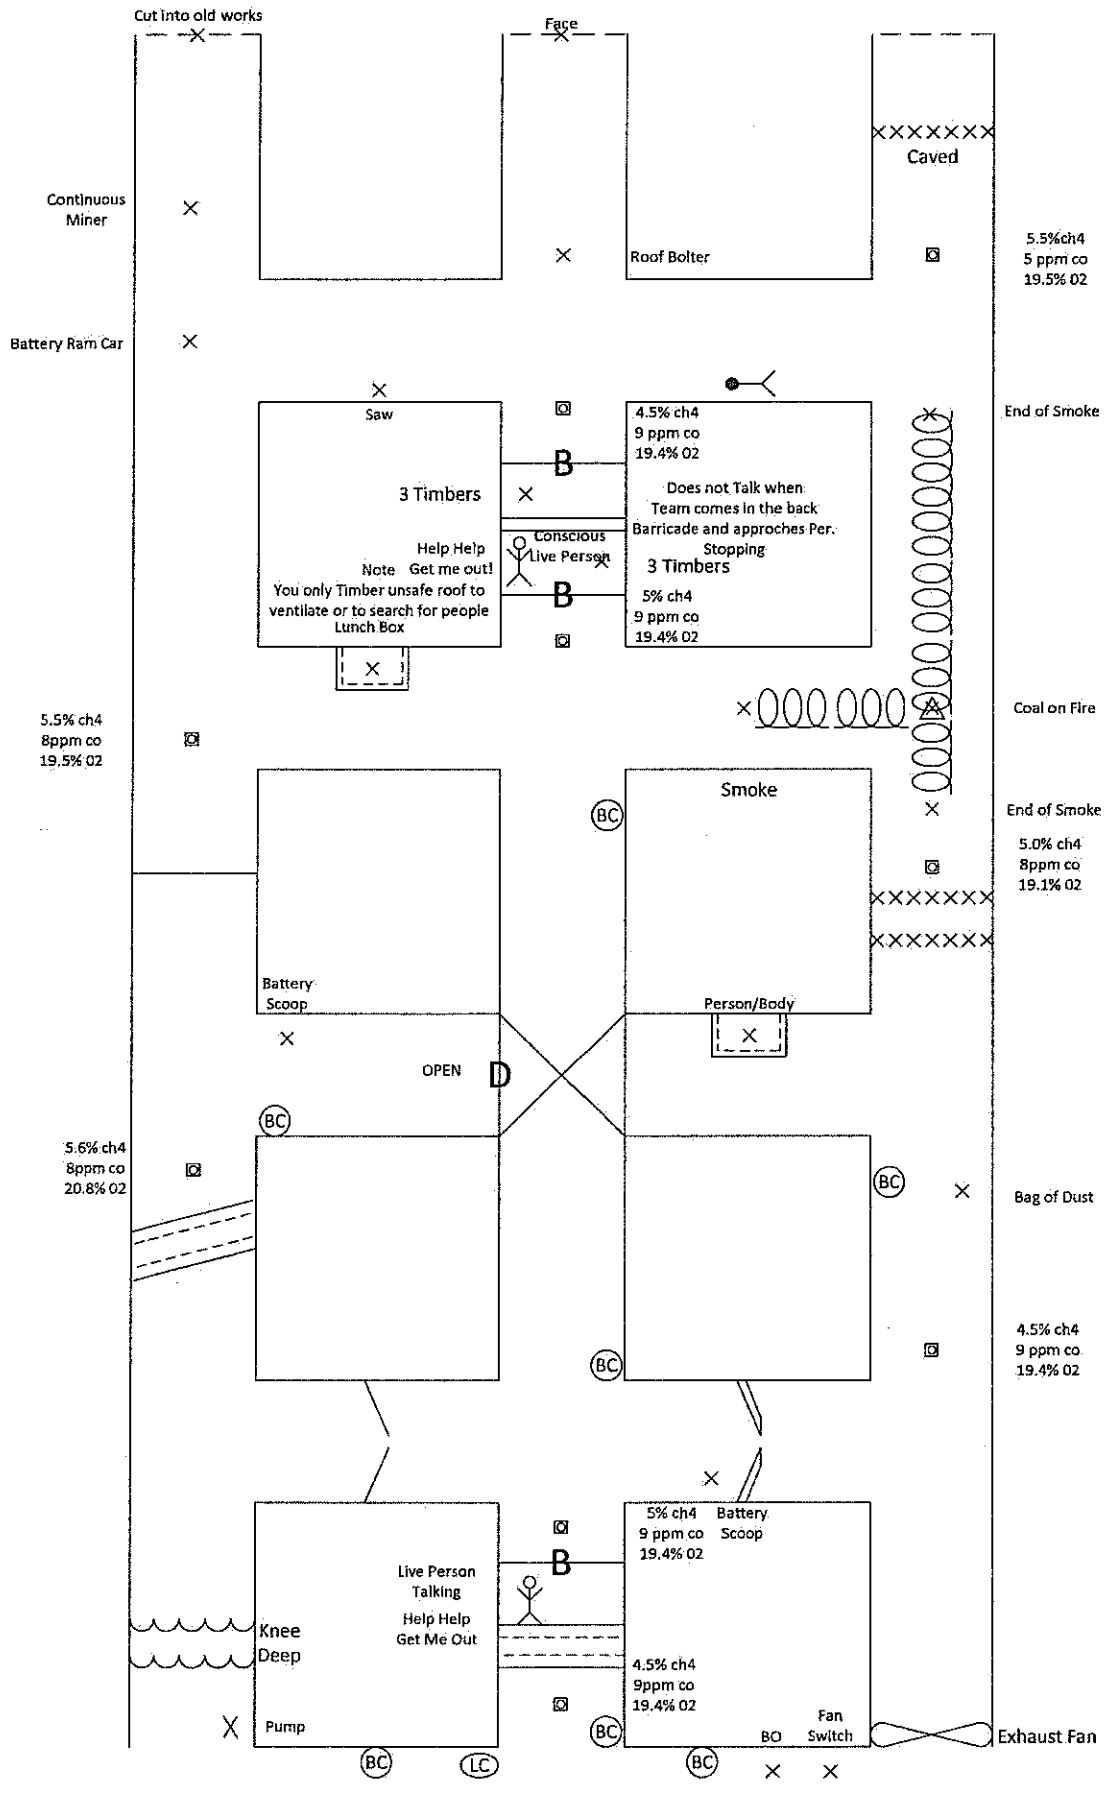 Cut into old works
Face
Caved
Continuous
Miner
Roof Bolter
5.5%ch4
5 ppm co
19.5% 02
Battery Ram Car
Saw
4.5% ch4
9 ppm co
19.4% 02
End of Smoke
B
3 Timbers
Does not Talk when
Team comes in the back
Barricade and approches Per.
Stopping
Conscious
Live Person
Help Help
Get me out!
3 Timbers
Note
You only Timber unsafe roof to
ventilate or to search for people
Lunch Box
B
5% ch4
9 ppm co
19.4% 02
5.5% ch4
8ppm co
19.5% 02
Coal on Fire
Smoke
BC
End of Smoke
5.0% ch4
8ppm co
19.1% 02
Battery
Scoop
Person/Body
OPEN
D
BC
5.6% ch4
8ppm co
20.8% 02
BC
Bag of Dust
4.5% ch4
9 ppm co
19.4% 02
BC
5% ch4
9 ppm co
19.4% 02
Battery
Scoop
B
Live Person
Talking
Help Help
Get Me Out
Knee
Deep
4.5% ch4
9ppm co
19.4% 02
Pump
BC
BO
Fan
Switch
Exhaust Fan
BC
LC
BC